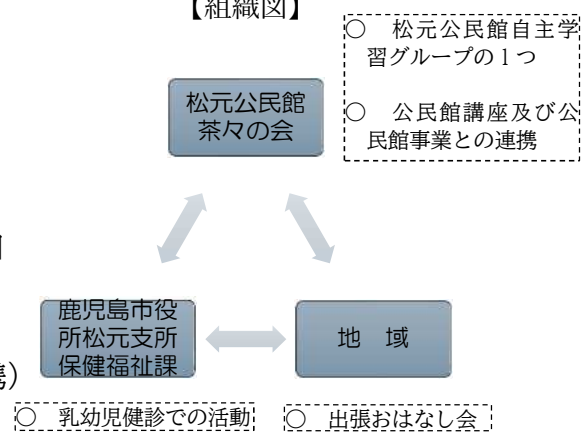 【組織図】
○ 松元公民館自主学
習グループの1つ
○ 公民館講座及び公
民館事業との連携
松元公民館
茶々の会
鹿児島市役
所松元支所
保健福祉課
地 域
○ 乳幼児健診での活動
○ 出張おはなし会